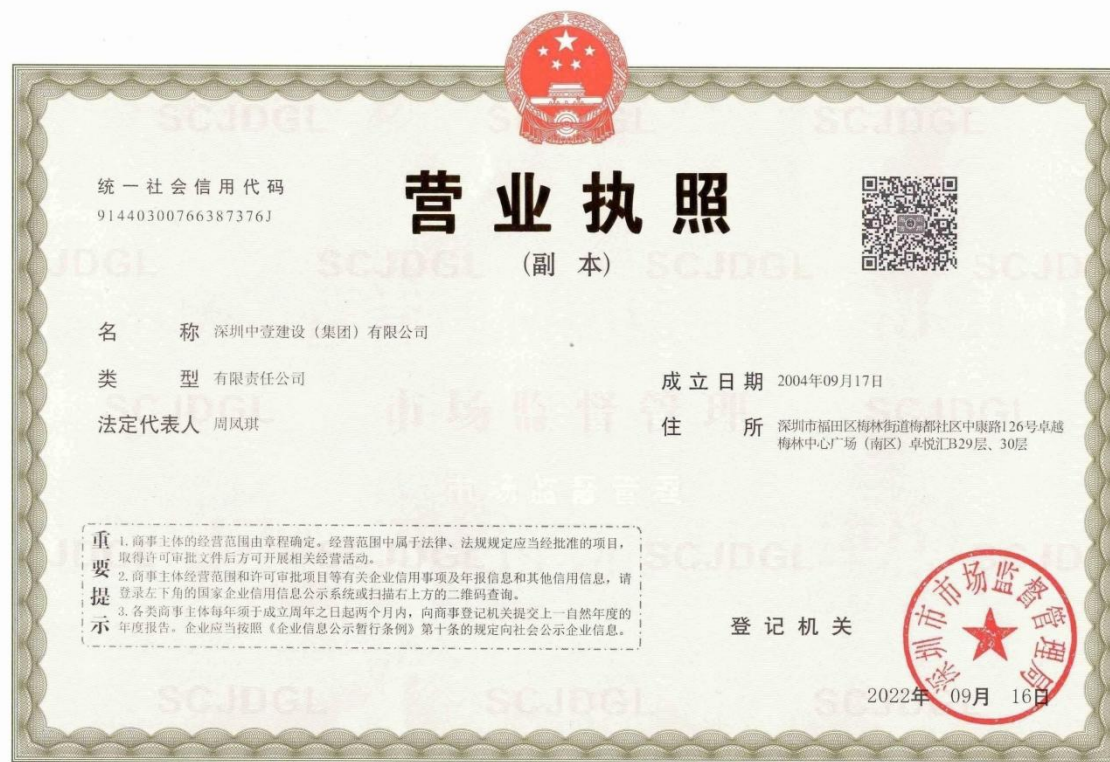 统一社会信用代码
91440300766387376J
营业执照
(副 本)
名 称 深圳中壹建设（集团）有限公司
类 型 有限责任公司
法定代表人 周凤琪
成立日期 2004年09月17日
住 所 深圳市福田区梅林街道梅都社区中康路126号卓越
梅林中心广场（南区）卓悦汇B29层、30层
重要提示
1.商事主体的经营范围由章程确定。经营范围中属于法律、法规规定应当经批准的项目，
取得许可审批文件后方可开展相关经营活动。
2.商事主体经营范围和许可审批项目等有关企业信用事项及年报信息和其他信用信息，请
登录左下角的国家企业信用信息公示系统或扫描右上方的二维码查询。
3.各类商事主体每年须于成立周年之日起两个月内，向商事登记机关提交上一自然年度的
年度报告。企业应当按照《企业信息公示暂行条例》第十条的规定向社会公示企业信息。
登记机关
深圳市市场监督管理局
2022年 09月 16日
SCJDGL
市场监督管理